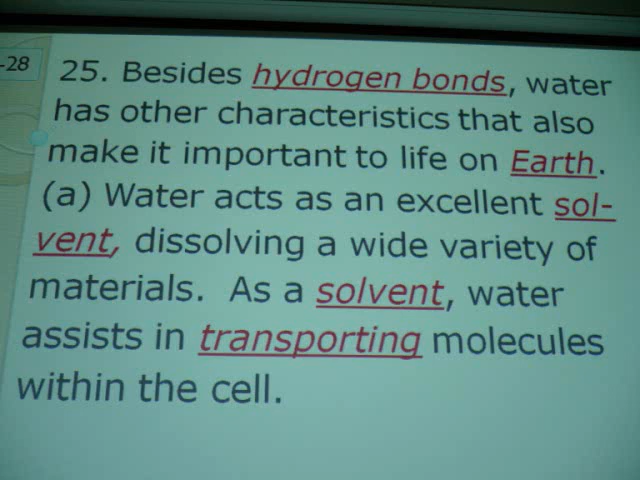 -28
25. Besides hydrogen bonds, water
has other characteristics that also
make it important to life on Earth.
(a) Water acts as an excellent sol-
vent, dissolving a wide variety of
materials. As a solvent, water
assists in transporting molecules
within the cell.